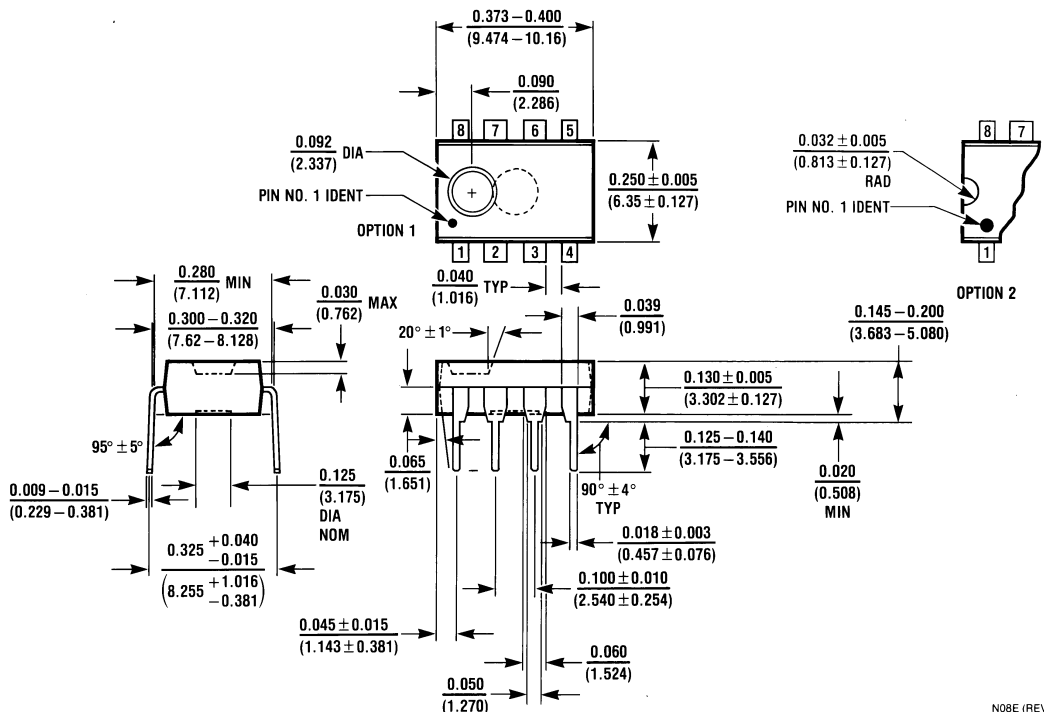 0.373 – 0.400
(9.474 – 10.16)
0.090
(2.286)
8 7 6 5
0.092 DIA
(2.337)
PIN NO. 1 IDENT
OPTION 1
+
1 2 3 4
0.250 ± 0.005
(6.35 ± 0.127)
8 7
0.032 ± 0.005
(0.813 ± 0.127)
RAD
PIN NO. 1 IDENT
1
OPTION 2
0.280 MIN
(7.112)
0.300 – 0.320
(7.62 – 8.128)
0.030 MAX
(0.762)
0.040 TYP
(1.016)
20° ± 1°
0.039
(0.991)
0.145 – 0.200
(3.683 – 5.080)
0.130 ± 0.005
(3.302 ± 0.127)
0.125 – 0.140
(3.175 – 3.556)
0.020
(0.508)
MIN
95° ± 5°
0.009 – 0.015
(0.229 – 0.381)
0.125
(3.175)
DIA
NOM
0.065
(1.651)
90° ± 4°
TYP
0.018 ± 0.003
(0.457 ± 0.076)
0.325 +0.040
– 0.015
(8.255 +1.016
– 0.381)
0.100 ± 0.010
(2.540 ± 0.254)
0.045 ± 0.015
(1.143 ± 0.381)
0.060
(1.524)
0.050
(1.270)
N08E (REV